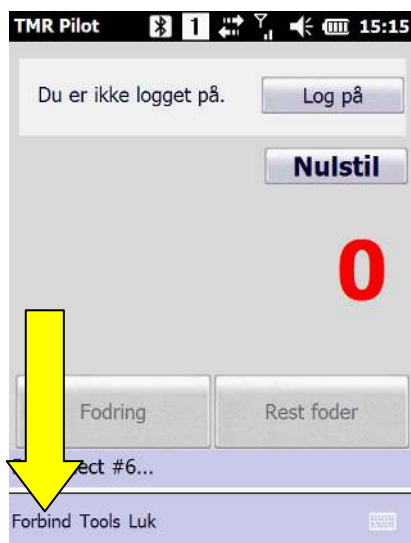 TMR Pilot 1 15:15
Du er ikke logget på. Log på
Nulstil
0
Fodring Rest foder
#6...
Forbind Tools Luk